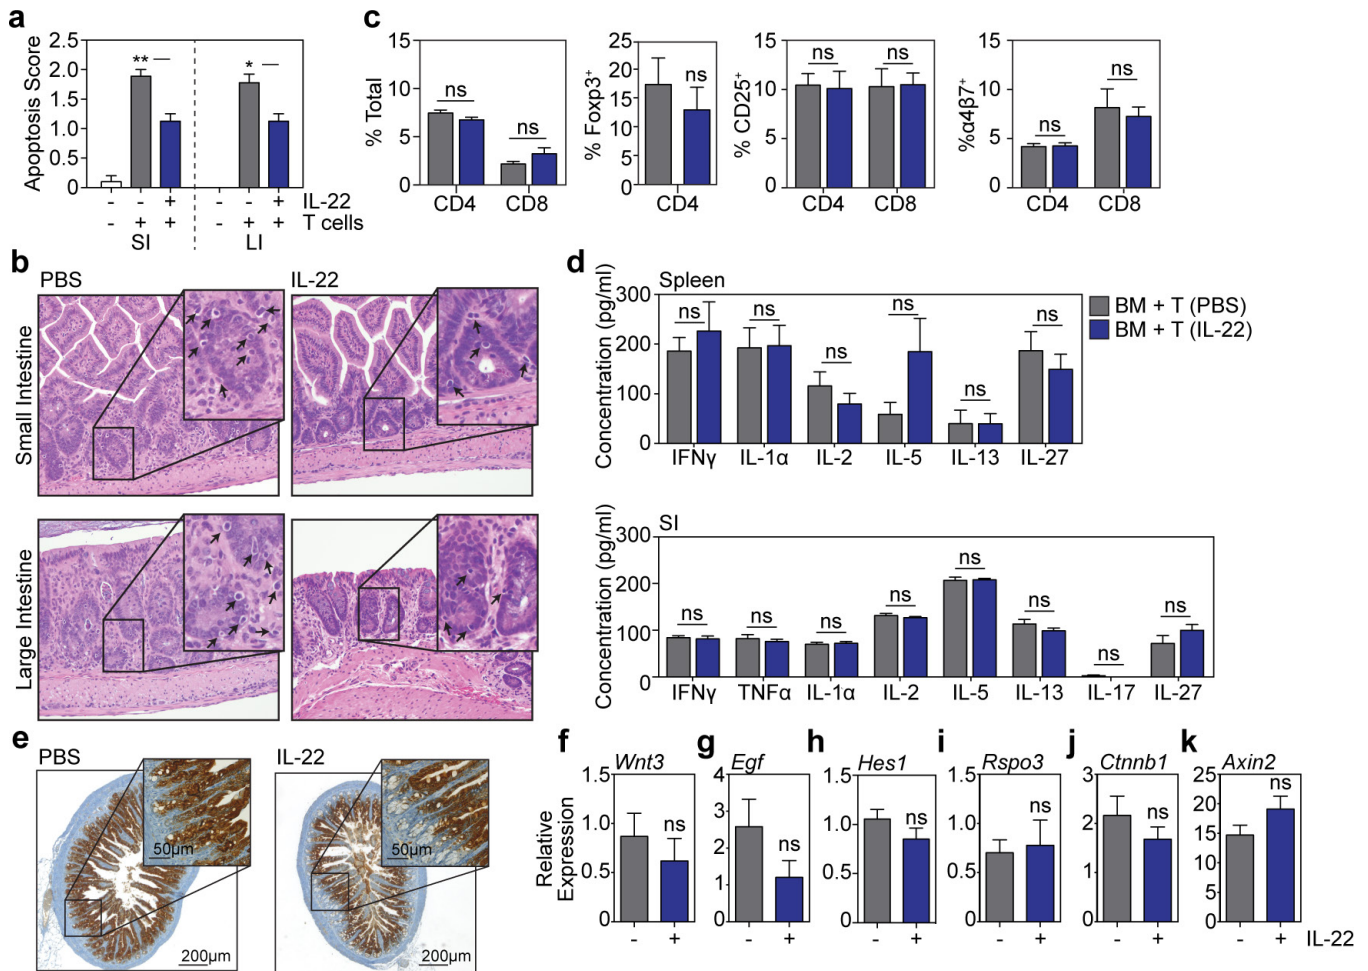 a
Apoptosis Score
2.5
2.0
1.5
1.0
0.5
0
** *
- + + - + + IL-22
- + + - + + T cells
SI LI
c
% Total
15
10
5
0
ns ns
CD4 CD8
% Foxp3⁺
25
20
15
10
5
0
ns
CD4
% CD25⁺
15
10
5
0
ns ns
CD4 CD8
%α4β7⁺
15
10
5
0
ns ns
CD4 CD8
b
PBS IL-22
Small Intestine
Large Intestine
d
Spleen
Concentration (pg/ml)
300
200
100
0
ns ns ns ns ns ns
IFNγ IL-1α IL-2 IL-5 IL-13 IL-27
BM + T (PBS)
BM + T (IL-22)
SI
Concentration (pg/ml)
300
200
100
0
ns ns ns ns ns ns ns ns
IFNγ TNFα IL-1α IL-2 IL-5 IL-13 IL-17 IL-27
e
PBS IL-22
50µm 50µm
200µm 200µm
f
Wnt3
Relative
Expression
1.5
1.0
0.5
0
ns
- +
g
Egf
4
3
2
1
0
ns
- +
h
Hes1
1.5
1.0
0.5
0
ns
- +
i
Rspo3
1.5
1.0
0.5
0
ns
- +
j
Ctnnb1
3
2
1
0
ns
- +
k
Axin2
25
20
15
10
5
0
ns
- + IL-22